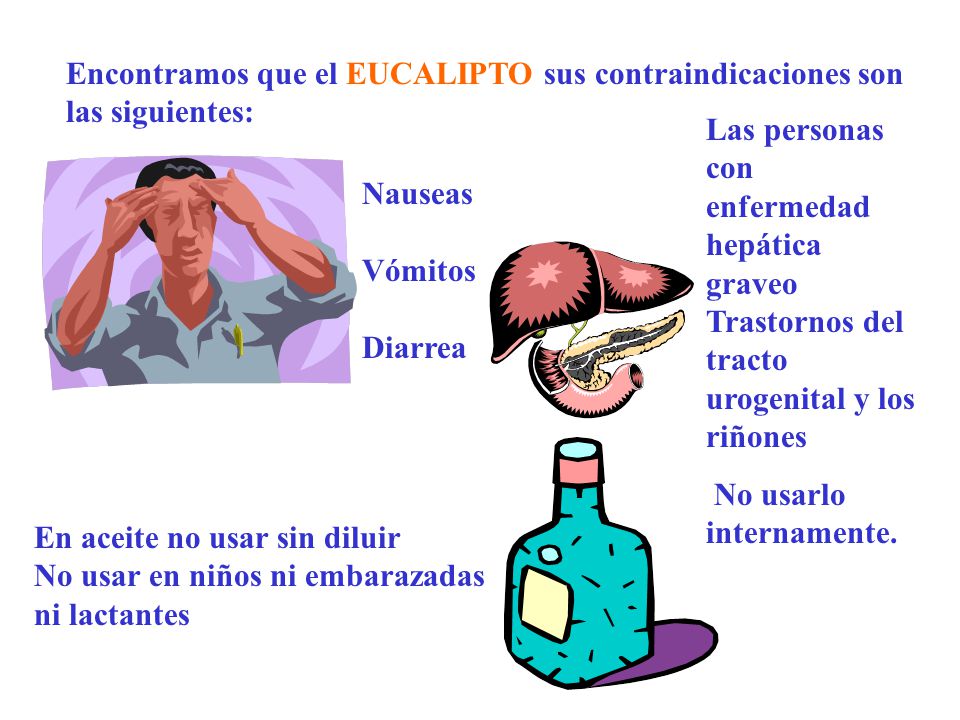 Encontramos que el EUCALIPTO sus contraindicaciones son
las siguientes:
Nauseas
Vómitos
Diarrea
Las personas
con
enfermedad
hepática
graveo
Trastornos del
tracto
urogenital y los
riñones
No usarlo
internamente.
En aceite no usar sin diluir
No usar en niños ni embarazadas
ni lactantes